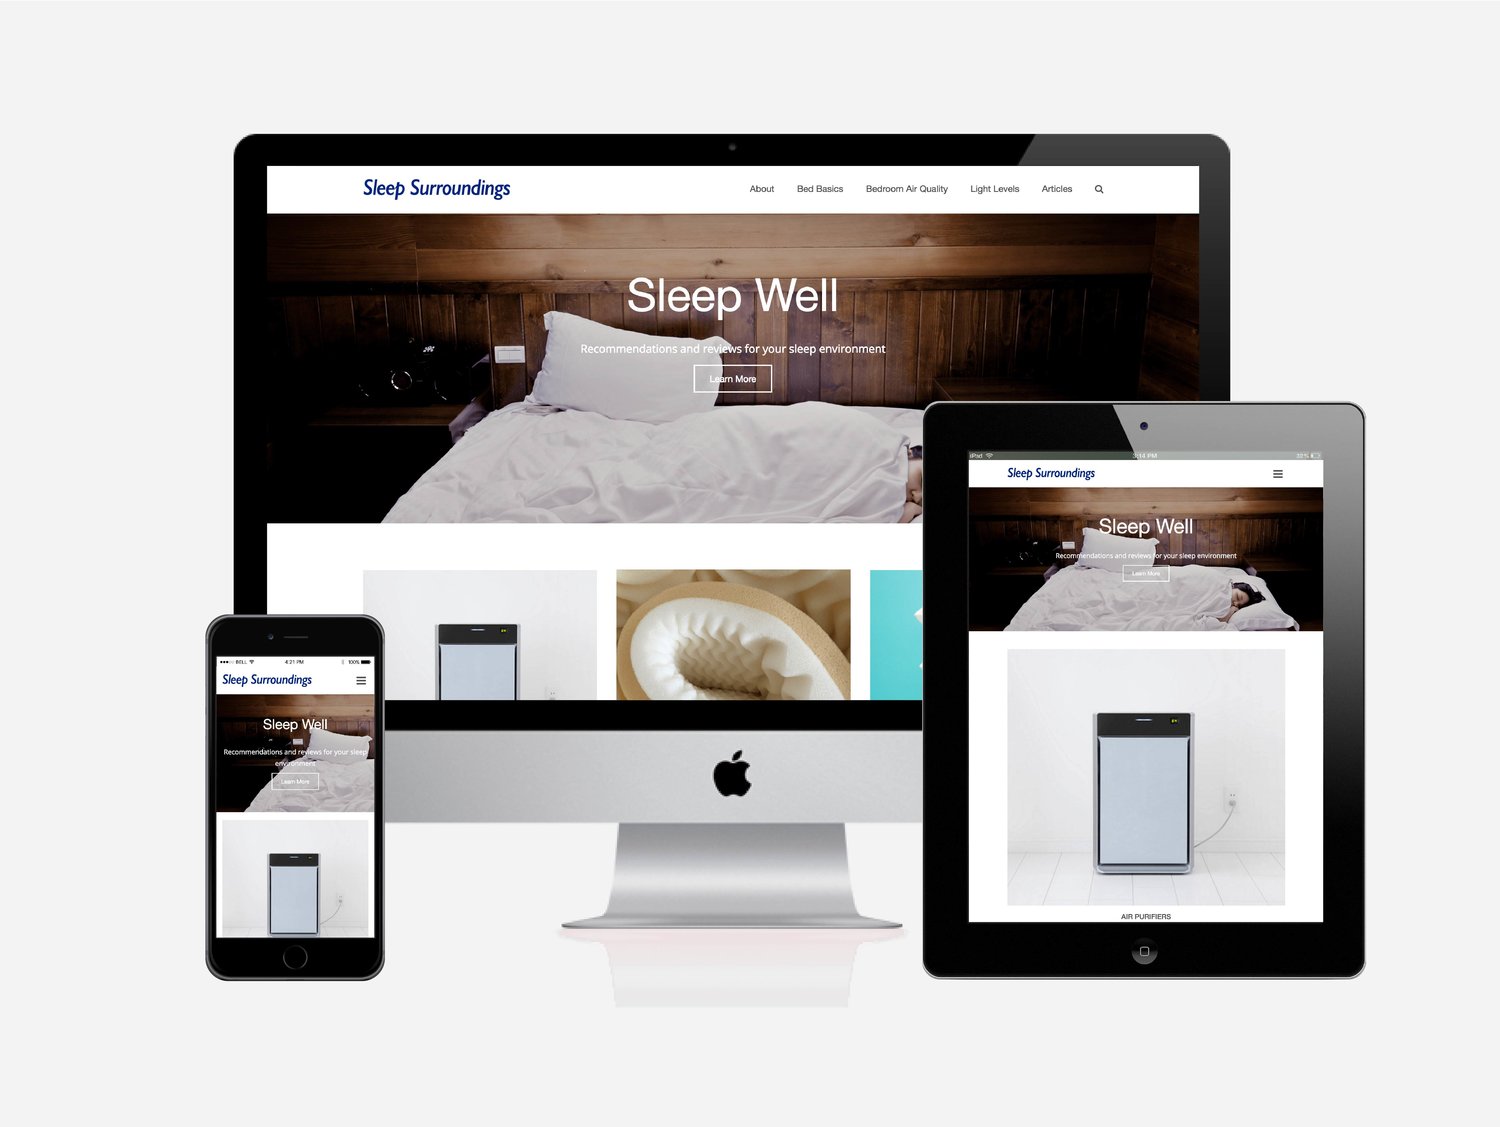 Sleep Surroundings
About Bed Basics Bedroom Air Quality Light Levels Articles
Sleep Well
Recommendations and reviews for your sleep environment
Learn More
iPad 3:14 PM
Sleep Surroundings
Sleep Well
Recommendations and reviews for your sleep environment
Learn More
AIR PURIFIERS
BELL 4:21 PM 100%
Sleep Surroundings
Sleep Well
Recommendations and reviews for your sleep
environment
Learn More